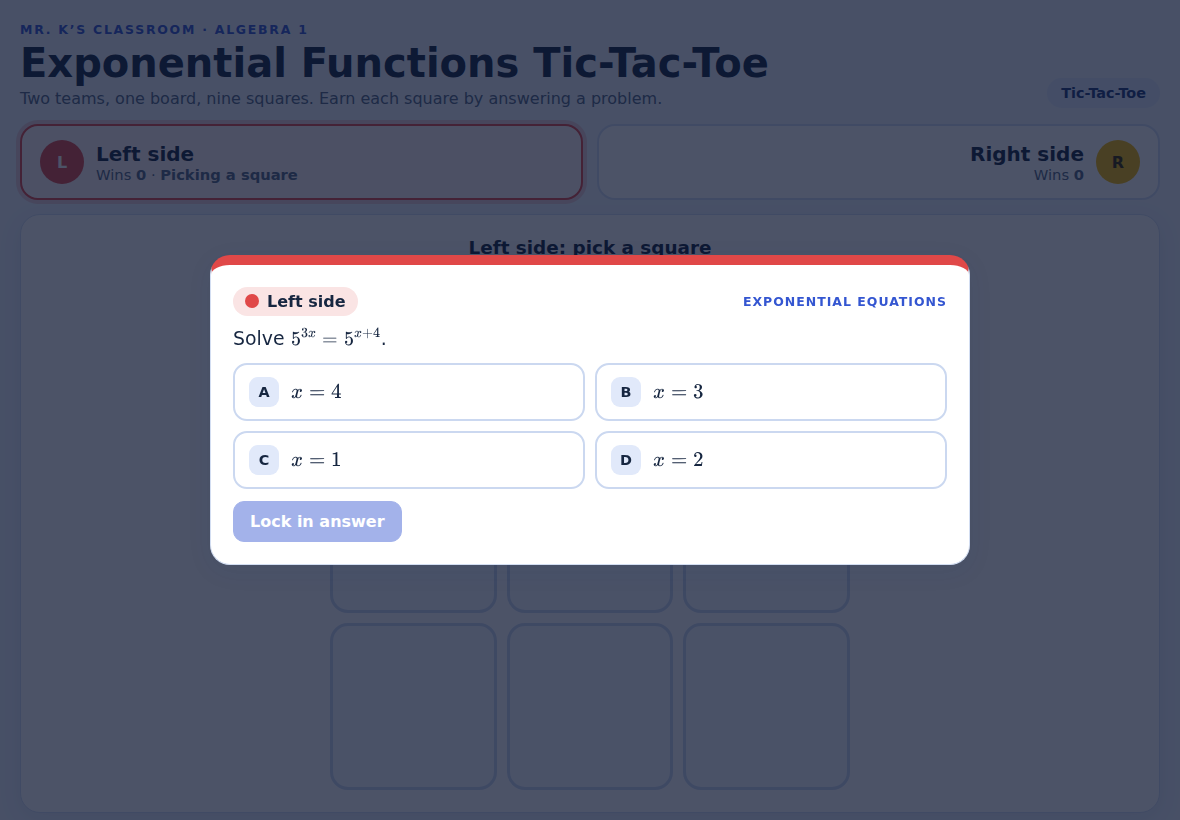 MR. K'S CLASSROOM · ALGEBRA 1
Exponential Functions Tic-Tac-Toe
Two teams, one board, nine squares. Earn each square by answering a problem.
Tic-Tac-Toe
L
Left side
Wins 0 · Picking a square
Right side
Wins 0
R
Left side: pick a square
Left side
EXPONENTIAL EQUATIONS
Solve $5^{3x} = 5^{x+4}$.
A $x = 4$
B $x = 3$
C $x = 1$
D $x = 2$
Lock in answer